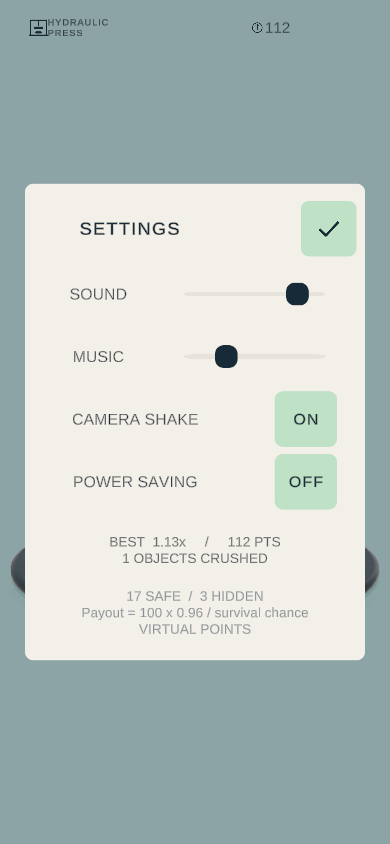 HYDRAULIC
PRESS
112
SETTINGS
SOUND
MUSIC
CAMERA SHAKE
ON
POWER SAVING
OFF
BEST 1.13x / 112 PTS
1 OBJECTS CRUSHED
17 SAFE / 3 HIDDEN
Payout = 100 x 0.96 / survival chance
VIRTUAL POINTS